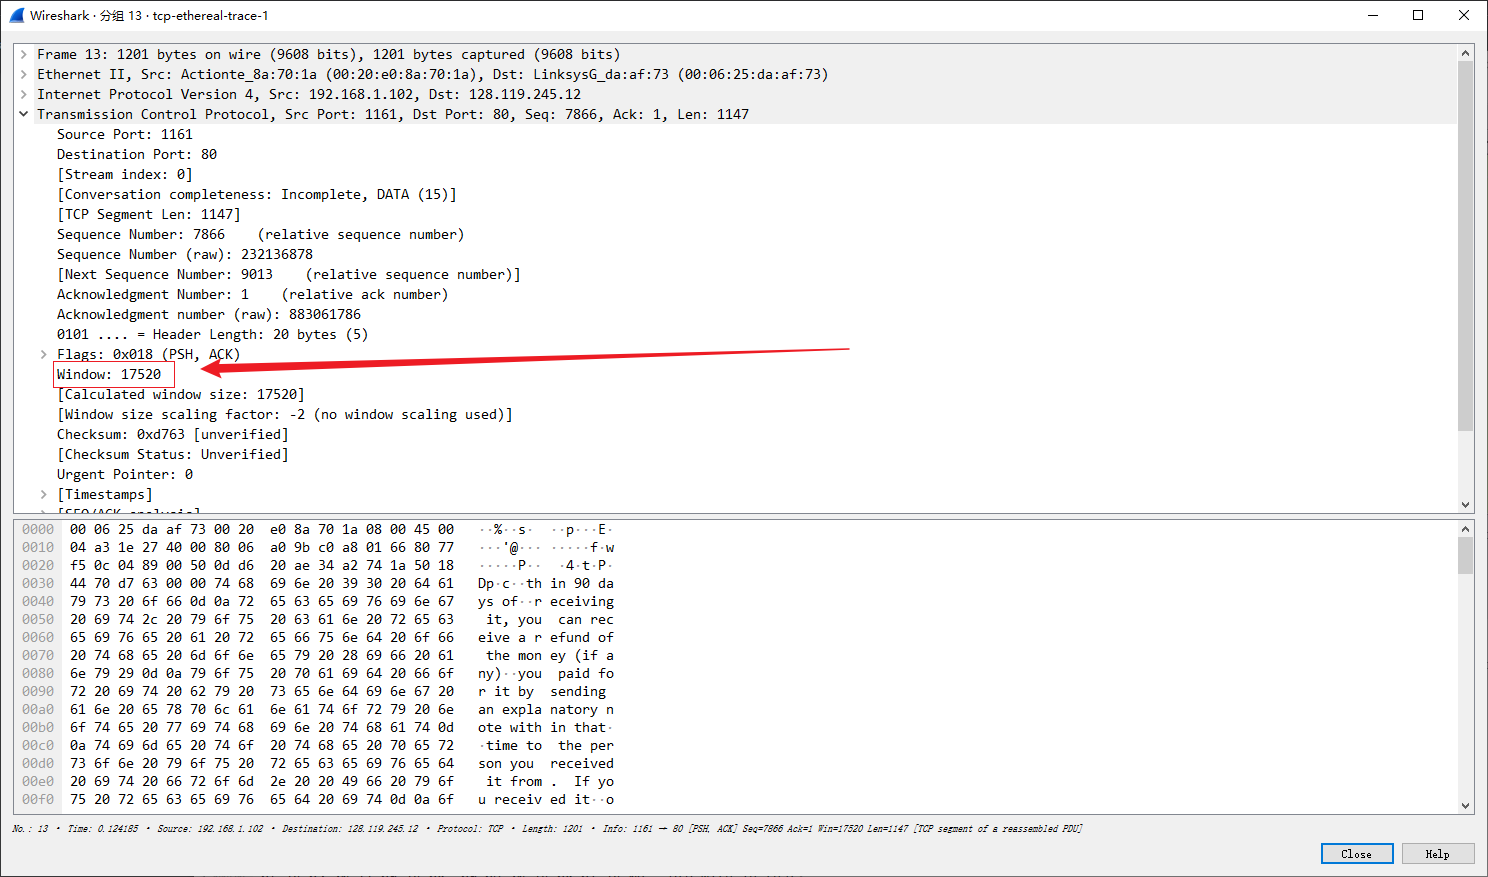 Wireshark · 分组 13 · tcp-ethereal-trace-1
Frame 13: 1201 bytes on wire (9608 bits), 1201 bytes captured (9608 bits)
Ethernet II, Src: Actionte_8a:70:1a (00:20:e0:8a:70:1a), Dst: LinksysG_da:af:73 (00:06:25:da:af:73)
Internet Protocol Version 4, Src: 192.168.1.102, Dst: 128.119.245.12
Transmission Control Protocol, Src Port: 1161, Dst Port: 80, Seq: 7866, Ack: 1, Len: 1147
Source Port: 1161
Destination Port: 80
[Stream index: 0]
[Conversation completeness: Incomplete, DATA (15)]
[TCP Segment Len: 1147]
Sequence Number: 7866    (relative sequence number)
Sequence Number (raw): 232136878
[Next Sequence Number: 9013    (relative sequence number)]
Acknowledgment Number: 1    (relative ack number)
Acknowledgment number (raw): 883061786
0101 .... = Header Length: 20 bytes (5)
Flags: 0x018 (PSH, ACK)
Window: 17520
[Calculated window size: 17520]
[Window size scaling factor: -2 (no window scaling used)]
Checksum: 0xd763 [unverified]
[Checksum Status: Unverified]
Urgent Pointer: 0
[Timestamps]
[SEQ/ACK analysis]
0000  00 06 25 da af 73 00 20  e0 8a 70 1a 08 00 45 00  ··%··s·  ··p···E·
0010  04 a3 1e 27 40 00 80 06  a0 9b c0 a8 01 66 80 77  ···'@··· ·····f·w
0020  f5 0c 04 89 00 50 0d d6  20 ae 34 a2 74 1a 50 18  ·····P··  ·4·t·P·
0030  44 70 d7 63 00 00 74 68  69 6e 20 39 30 20 64 61  Dp·c··th in 90 da
0040  79 73 20 6f 66 0d 0a 72  65 63 65 69 76 69 6e 67  ys of··r eceiving
0050  20 69 74 2c 20 79 6f 75  20 63 61 6e 20 72 65 63  it, you  can rec
0060  65 69 76 65 20 61 20 72  65 66 75 6e 64 20 6f 66  eive a r efund of
0070  20 74 68 65 20 6d 6f 6e  65 79 20 28 69 66 20 61  the mon ey (if a
0080  6e 79 29 0d 0a 79 6f 75  20 70 61 69 64 20 66 6f  ny)··you  paid fo
0090  72 20 69 74 20 62 79 20  73 65 6e 64 69 6e 67 20  r it by  sending
00a0  61 6e 20 65 78 70 6c 61  6e 61 74 6f 72 79 20 6e  an expla natory n
00b0  6f 74 65 20 77 69 74 68  69 6e 20 74 68 61 74 0d  ote with in that·
00c0  0a 74 69 6d 65 20 74 6f  20 74 68 65 20 70 65 72  ·time to  the per
00d0  73 6f 6e 20 79 6f 75 20  72 65 63 65 69 76 65 64  son you  received
00e0  20 69 74 20 66 72 6f 6d  2e 20 20 49 66 20 79 6f  it from .  If yo
00f0  75 20 72 65 63 65 69 76  65 64 20 69 74 0d 0a 6f  u receiv ed it··o
No.: 13 · Time: 0.124185 · Source: 192.168.1.102 · Destination: 128.119.245.12 · Protocol: TCP · Length: 1201 · Info: 1161 → 80 [PSH, ACK] Seq=7866 Ack=1 Win=17520 Len=1147 [TCP segment of a reassembled PDU]
Close
Help